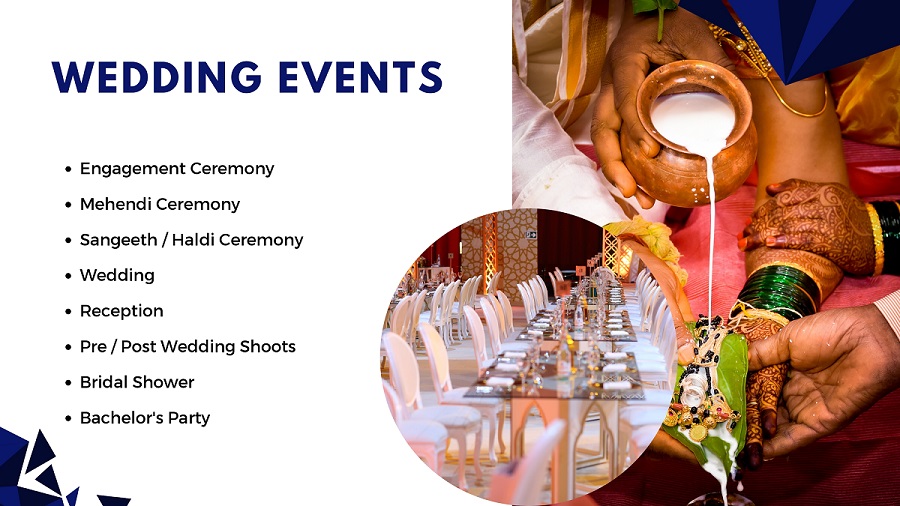 WEDDING EVENTS
• Engagement Ceremony
• Mehendi Ceremony
• Sangeeth / Haldi Ceremony
• Wedding
• Reception
• Pre / Post Wedding Shoots
• Bridal Shower
• Bachelor's Party